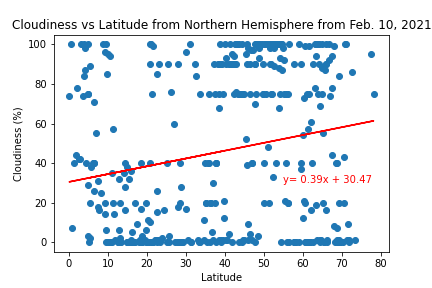 Cloudiness vs Latitude from Northern Hemisphere from Feb. 10, 2021
100
80
60
40
20
0
Cloudiness (%)
y= 0.39x + 30.47
0 10 20 30 40 50 60 70 80
Latitude